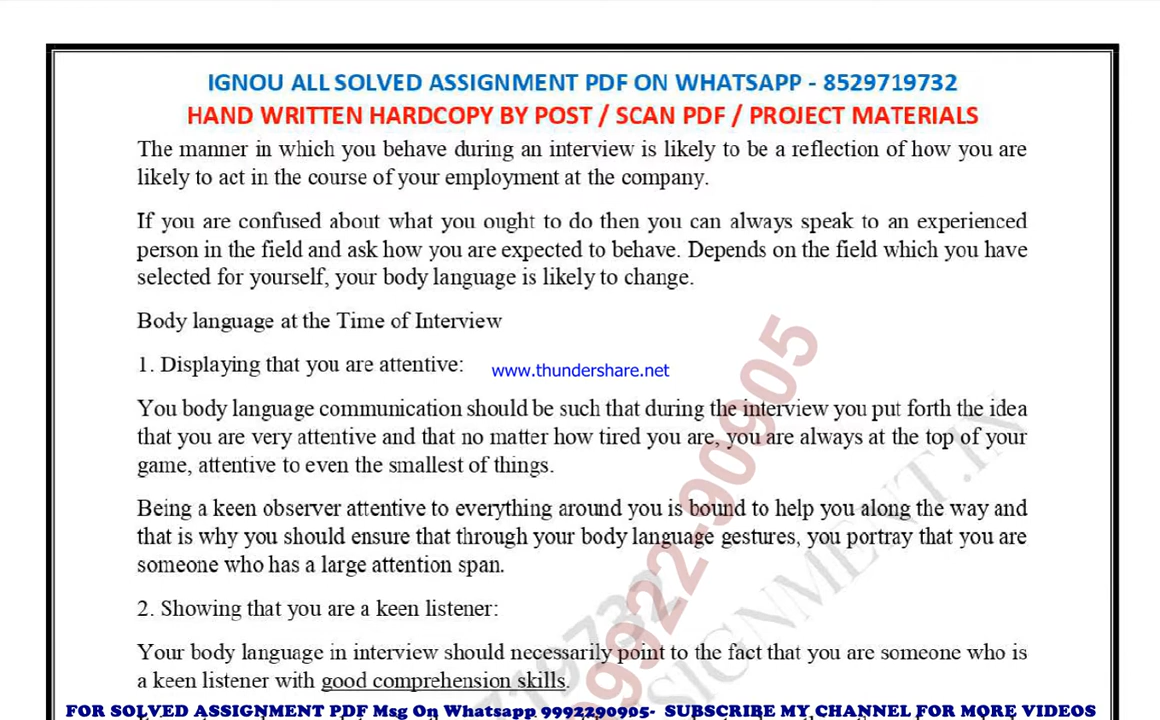 IGNOU ALL SOLVED ASSIGNMENT PDF ON WHATSAPP - 8529719732
HAND WRITTEN HARDCOPY BY POST / SCAN PDF / PROJECT MATERIALS
The manner in which you behave during an interview is likely to be a reflection of how you are
likely to act in the course of your employment at the company.
If you are confused about what you ought to do then you can always speak to an experienced
person in the field and ask how you are expected to behave. Depends on the field which you have
selected for yourself, your body language is likely to change.
Body language at the Time of Interview
1. Displaying that you are attentive:
www.thundershare.net
You body language communication should be such that during the interview you put forth the idea
that you are very attentive and that no matter how tired you are, you are always at the top of your
game, attentive to even the smallest of things.
Being a keen observer attentive to everything around you is bound to help you along the way and
that is why you should ensure that through your body language gestures, you portray that you are
someone who has a large attention span.
2. Showing that you are a keen listener:
Your body language in interview should necessarily point to the fact that you are someone who is
a keen listener with good comprehension skills.
9922-90905
719732
SIGNMENT.IN
FOR SOLVED ASSIGNMENT PDF Msg On Whatsapp 9992290905- SUBSCRIBE MY CHANNEL FOR MORE VIDEOS